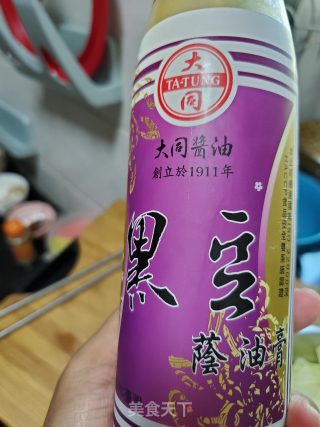 大
TA-TUNG
同
大同醬油
創立於1911年
黑豆
蔭油膏
美食天下